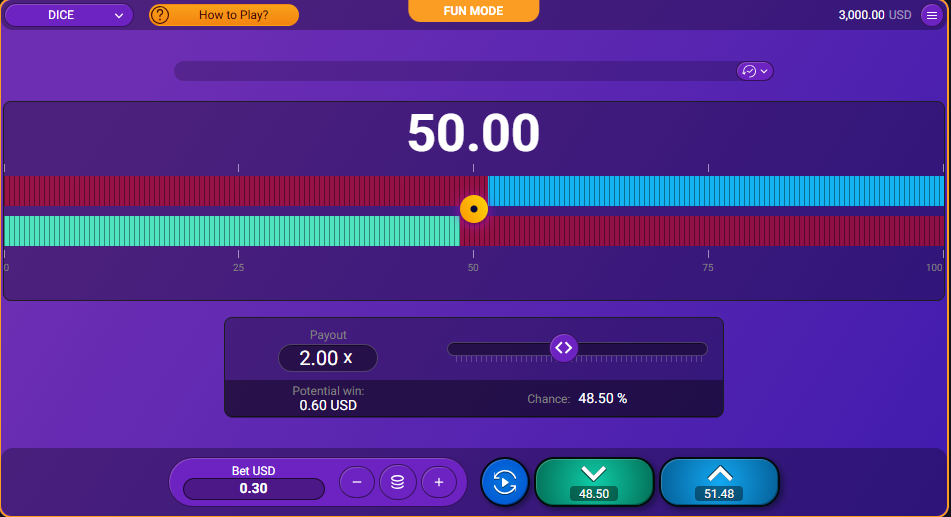 DICE
? How to Play?
FUN MODE
3,000.00 USD
50.00
0 25 50 75 100
Payout
2.00 x
Potential win:
0.60 USD
Chance: 48.50 %
Bet USD
0.30
48.50
51.48